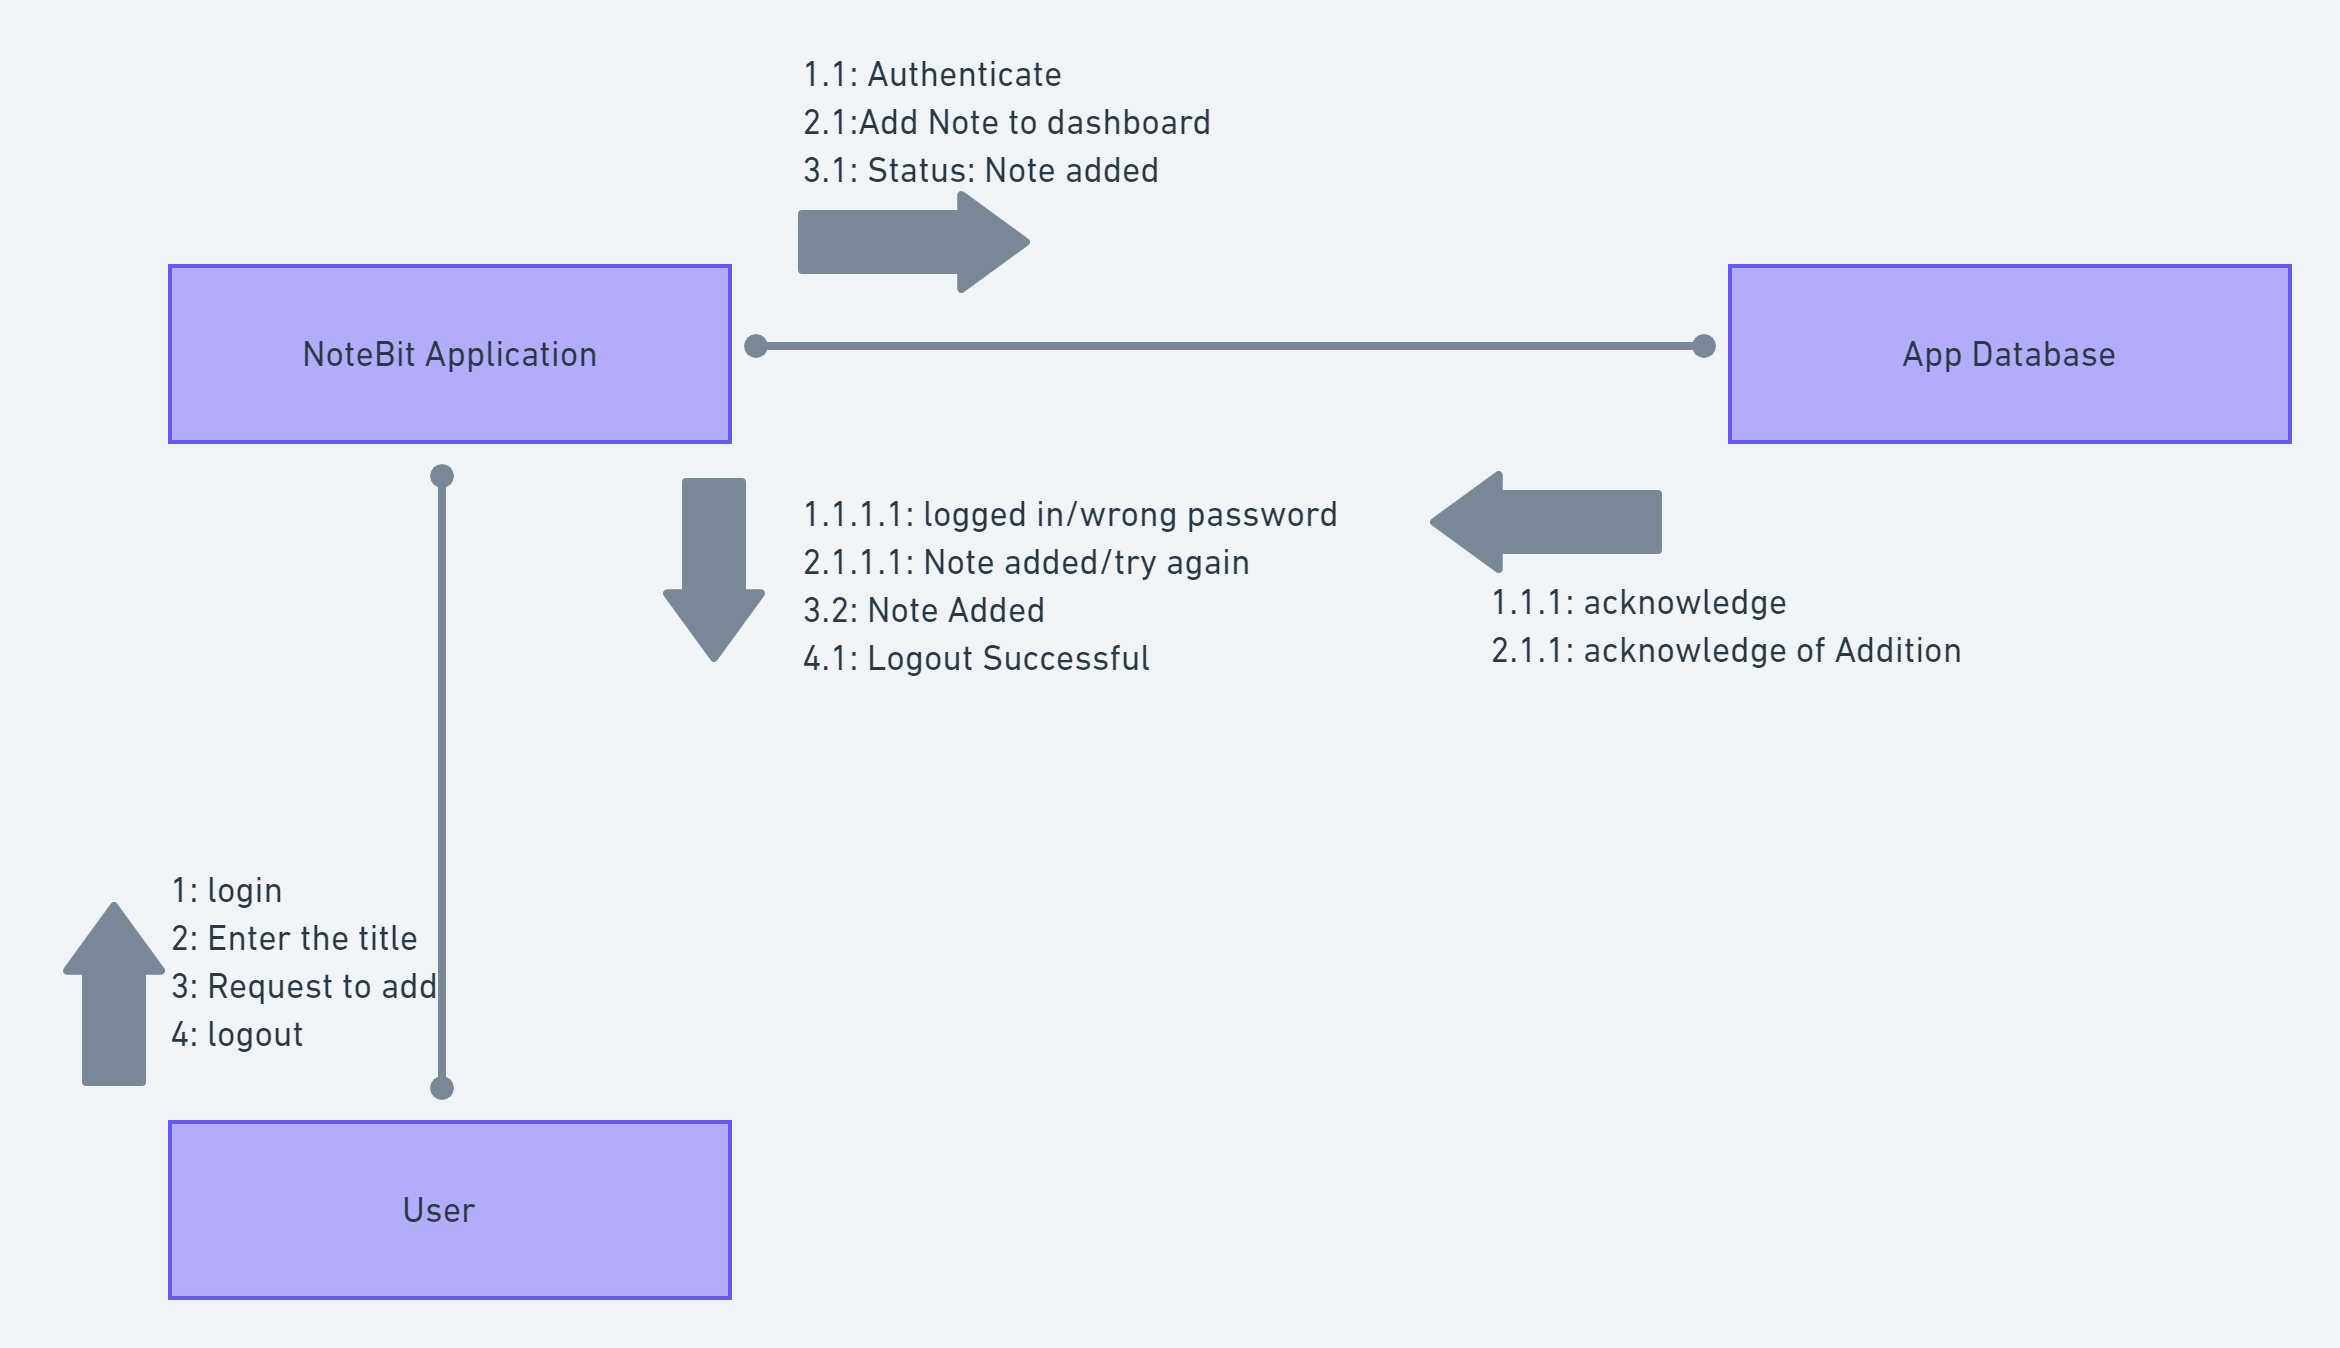 1.1: Authenticate
2.1:Add Note to dashboard
3.1: Status: Note added
NoteBit Application
App Database
1.1.1.1: logged in/wrong password
2.1.1.1: Note added/try again
3.2: Note Added
4.1: Logout Successful
1.1.1: acknowledge
2.1.1: acknowledge of Addition
1: login
2: Enter the title
3: Request to add
4: logout
User